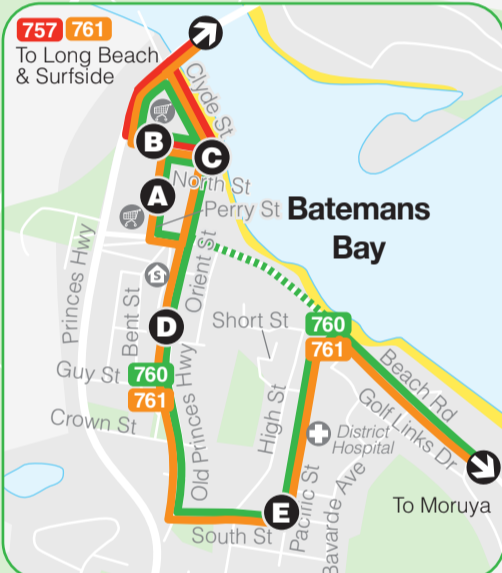 757 761
To Long Beach
& Surfside
Clyde St
B
C
North St
A
Perry St
Batemans
Bay
Princes Hwy
Orient St
S
Bent St
D
Short St
760
761
Guy St
760
761
Beach Rd
Golf Links Dr
Crown St
Old Princes Hwy
High St
District
Hospital
To Moruya
E
Pacific St
Bavarde Ave
South St